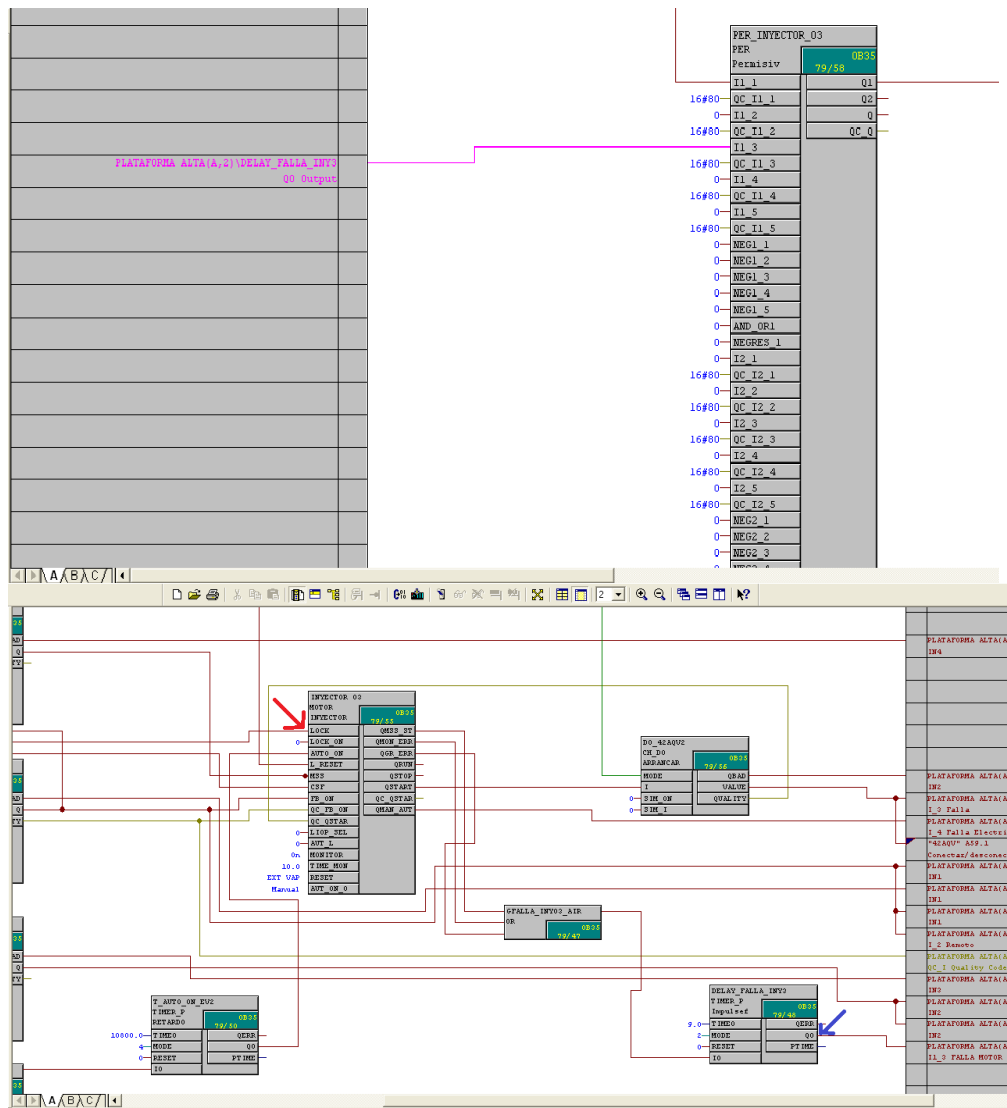 PER_INYECTOR_03
PER
Permisiv
OB35
79/58
I1_1 Q1
16#80 QC_I1_1 Q2
0 I1_2 Q
16#80 QC_I1_2 QC_Q
PLATAFORMA ALTA(A,2)\DELAY_FALLA_INY3
Q0 Output
I1_3
16#80 QC_I1_3
0 I1_4
16#80 QC_I1_4
0 I1_5
16#80 QC_I1_5
0 NEG1_1
0 NEG1_2
0 NEG1_3
0 NEG1_4
0 NEG1_5
0 AND_OR1
0 NEGRES_1
0 I2_1
16#80 QC_I2_1
0 I2_2
16#80 QC_I2_2
0 I2_3
16#80 QC_I2_3
0 I2_4
16#80 QC_I2_4
0 I2_5
16#80 QC_I2_5
0 NEG2_1
0 NEG2_2
0 NEG2_3
A B C
2
INYECTOR 03
MOTOR
INYECTOR
OB35
79/55
LOCK QMSS_ST
0 LOCK_ON QMON_ERR
AUTO_ON QGR_ERR
L_RESET QRUN
MSS QSTOP
CSF QSTART
FB_ON QC_QSTAR
QC_FB_ON QMAN_AUT
QC_QSTAR
0 LIOP_SEL
0 AUT_L
On MONITOR
10.0 TIME_MON
EXT VAP RESET
Manual AUT_ON_O
DO_42AQV2
CH_DO
ARRANCAR
OB35
79/56
MODE QBAD
I VALUE
0 SIM_ON QUALITY
0 SIM_I
GFALLA_INY03_AIR
OR
OB35
79/47
T_AUTO_ON_EV2
TIMER_P
RETARDO
OB35
79/50
10800.0 TIME0 QERR
4 MODE Q0
0 RESET PTIME
I0
DELAY_FALLA_INY3
TIMER_P
Impulsef
OB35
79/48
9.0 TIME0 QERR
2 MODE Q0
0 RESET PTIME
I0
PLATAFORMA ALTA(A
IN4
PLATAFORMA ALTA(A
IN2
PLATAFORMA ALTA(A
I_3 Falla
PLATAFORMA ALTA(A
I_4 Falla Electri
"42AQV" A59.1
Conectar/desconec
PLATAFORMA ALTA(A
IN1
PLATAFORMA ALTA(A
IN1
PLATAFORMA ALTA(A
IN1
PLATAFORMA ALTA(A
I_2 Remoto
PLATAFORMA ALTA(A
QC_I Quality Code
PLATAFORMA ALTA(A
IN3
PLATAFORMA ALTA(A
IN2
PLATAFORMA ALTA(A
IN2
PLATAFORMA ALTA(A
I1_3 FALLA MOTOR
A B C